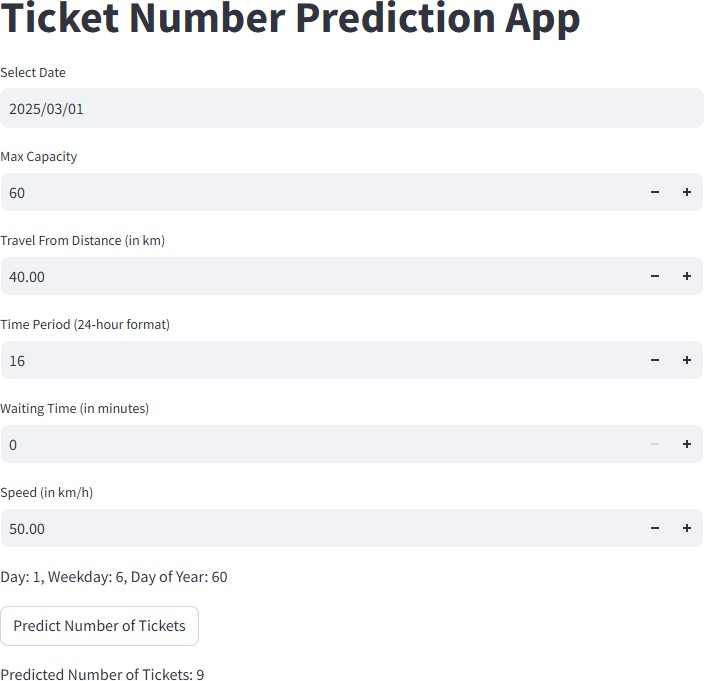 Ticket Number Prediction App
Select Date
2025/03/01
Max Capacity
60
Travel From Distance (in km)
40.00
Time Period (24-hour format)
16
Waiting Time (in minutes)
0
Speed (in km/h)
50.00
Day: 1, Weekday: 6, Day of Year: 60
Predict Number of Tickets
Predicted Number of Tickets: 9